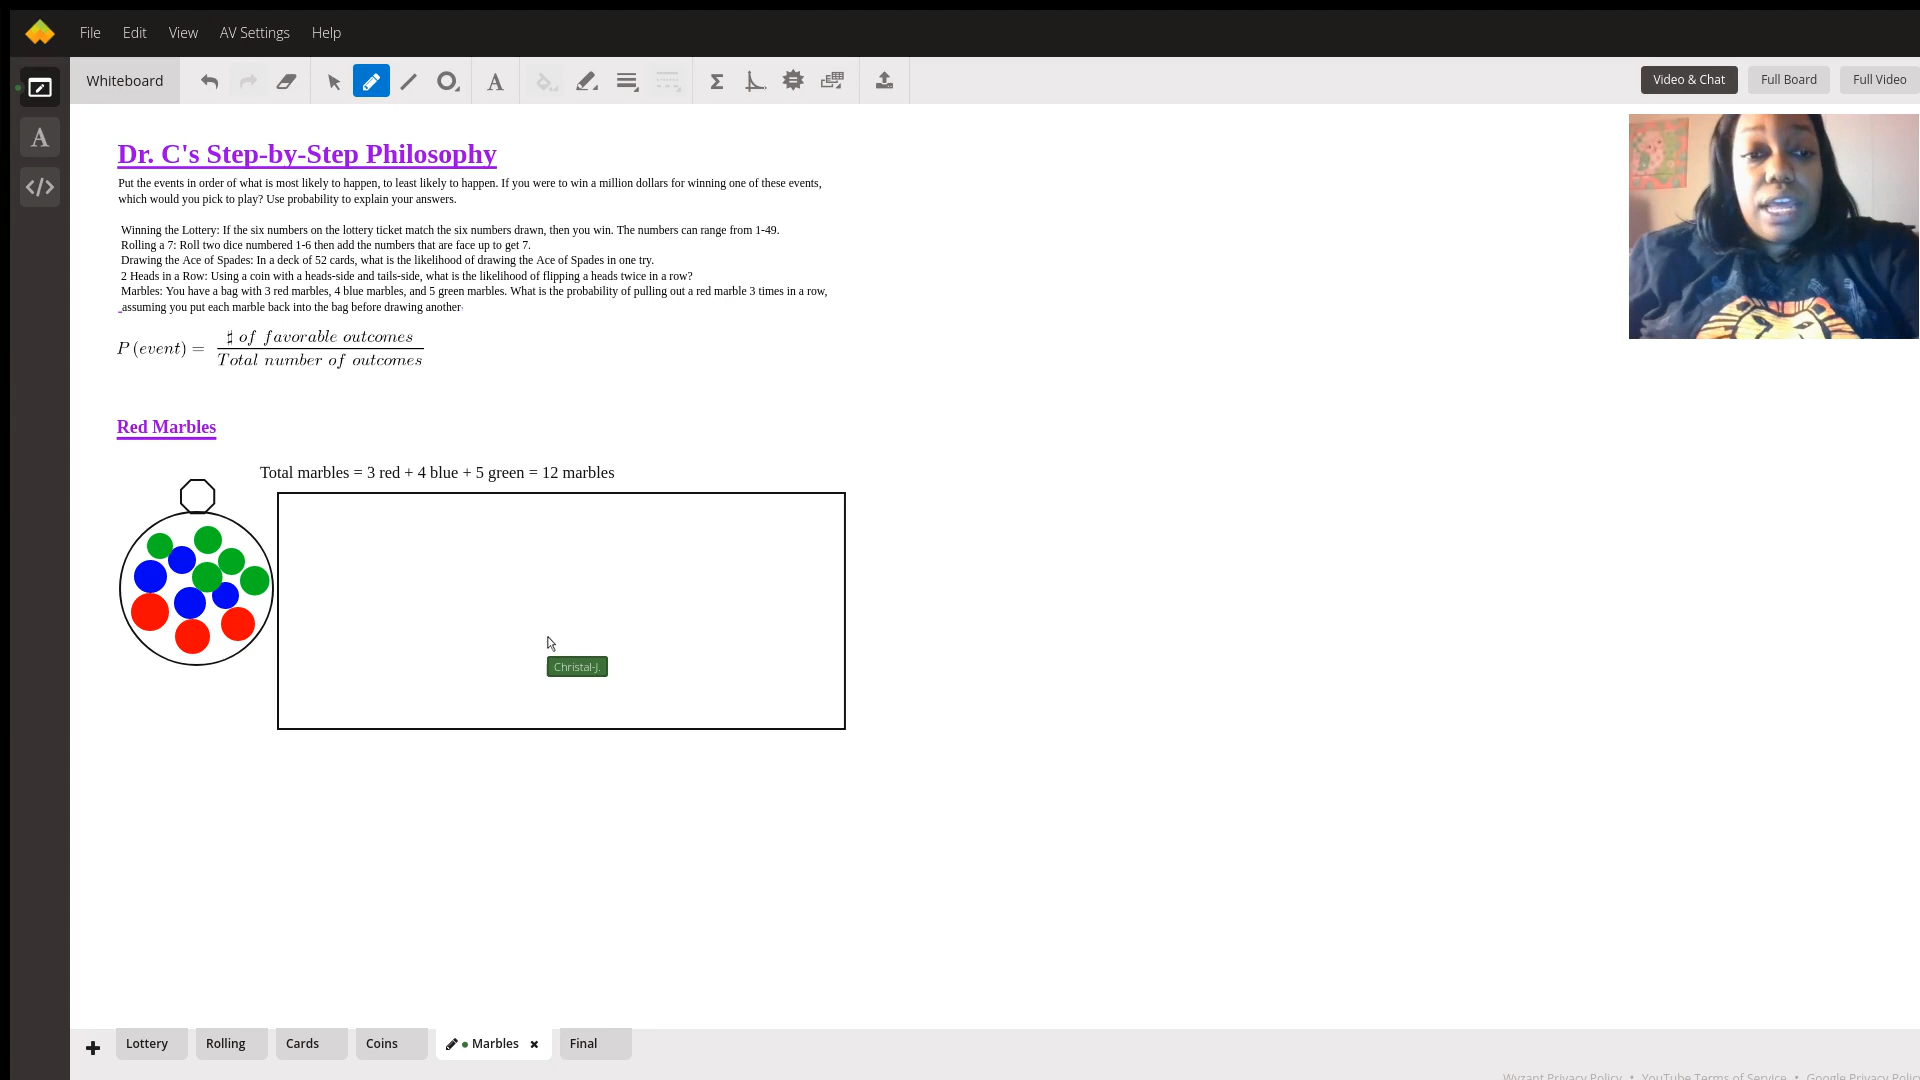 File Edit View AV Settings Help
Whiteboard A Σ Video & Chat Full Board Full Video
A
</>
Dr. C's Step-by-Step Philosophy
Put the events in order of what is most likely to happen, to least likely to happen. If you were to win a million dollars for winning one of these events,
which would you pick to play? Use probability to explain your answers.
Winning the Lottery: If the six numbers on the lottery ticket match the six numbers drawn, then you win. The numbers can range from 1-49.
Rolling a 7: Roll two dice numbered 1-6 then add the numbers that are face up to get 7.
Drawing the Ace of Spades: In a deck of 52 cards, what is the likelihood of drawing the Ace of Spades in one try.
2 Heads in a Row: Using a coin with a heads-side and tails-side, what is the likelihood of flipping a heads twice in a row?
Marbles: You have a bag with 3 red marbles, 4 blue marbles, and 5 green marbles. What is the probability of pulling out a red marble 3 times in a row,
assuming you put each marble back into the bag before drawing another
P (event) = ♯ of favorable outcomes
Total number of outcomes
Red Marbles
Total marbles = 3 red + 4 blue + 5 green = 12 marbles
Christal-J.
Lottery Rolling Cards Coins Marbles Final
Wyzant Privacy Policy • YouTube Terms of Service • Google Privacy Policy